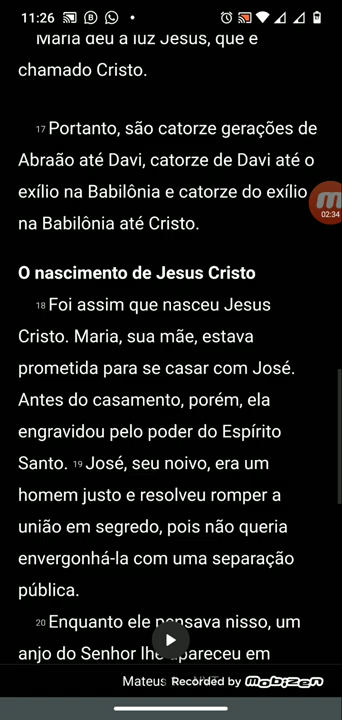 11:26
Maria deu à luz Jesus, que é
chamado Cristo.
17 Portanto, são catorze gerações de
Abraão até Davi, catorze de Davi até o
exílio na Babilônia e catorze do exílio
na Babilônia até Cristo.
02:34
O nascimento de Jesus Cristo
18 Foi assim que nasceu Jesus
Cristo. Maria, sua mãe, estava
prometida para se casar com José.
Antes do casamento, porém, ela
engravidou pelo poder do Espírito
Santo. 19 José, seu noivo, era um
homem justo e resolveu romper a
união em segredo, pois não queria
envergonhá-la com uma separação
pública.
20 Enquanto ele pensava nisso, um
anjo do Senhor lhe apareceu em
Mateus
Recorded by mobizen